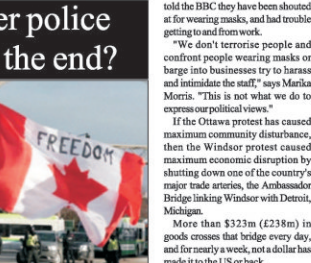 er police
the end?
FREEDOM
told the BBC they have been shouted
at for wearing masks, and had trouble
getting to and from work.
"We don't terrorise people and
confront people wearing masks or
barge into businesses try to harass
and intimidate the staff," says Marika
Morris. "This is not what we do to
express our political views."
If the Ottawa protest has caused
maximum community disturbance,
then the Windsor protest caused
maximum economic disruption by
shutting down one of the country's
major trade arteries, the Ambassador
Bridge linking Windsor with Detroit,
Michigan.
More than $323m (£238m) in
goods crosses that bridge every day,
and for nearly a week, not a dollar has
made it to the US or back.